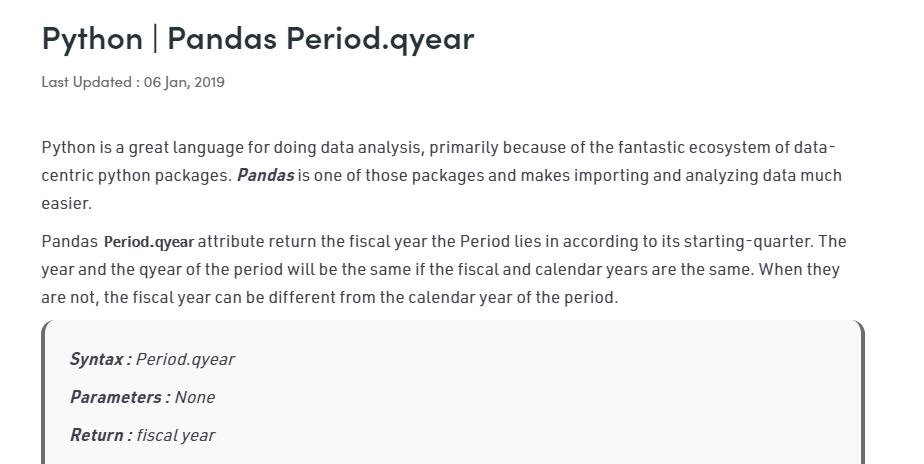 Python | Pandas Period.qyear
Last Updated : 06 Jan, 2019
Python is a great language for doing data analysis, primarily because of the fantastic ecosystem of data-
centric python packages. Pandas is one of those packages and makes importing and analyzing data much
easier.
Pandas Period.qyear attribute return the fiscal year the Period lies in according to its starting-quarter. The
year and the qyear of the period will be the same if the fiscal and calendar years are the same. When they
are not, the fiscal year can be different from the calendar year of the period.
Syntax : Period.qyear
Parameters : None
Return : fiscal year